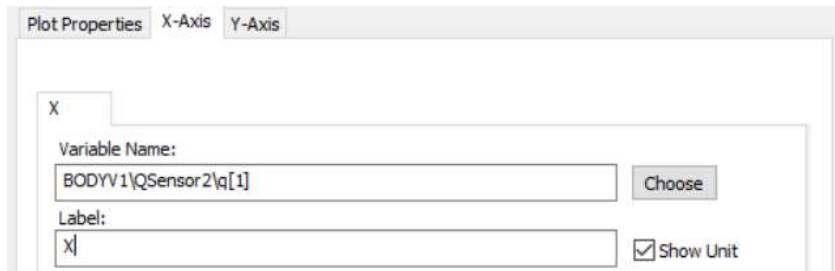 Plot Properties X-Axis Y-Axis
X
Variable Name:
BODYV1\QSensor2\q[1] Choose
Label:
X Show Unit